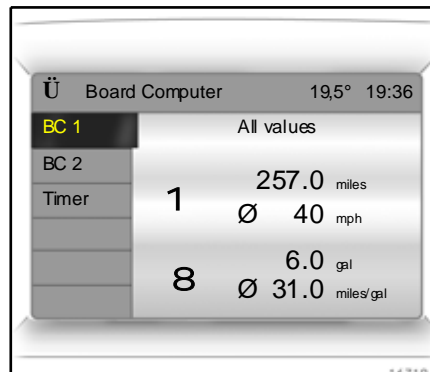 Ü Board Computer 19,5° 19:36
BC 1 All values
BC 2
257.0 miles
Timer
1
Ø 40 mph
6.0 gal
8
Ø 31.0 miles/gal